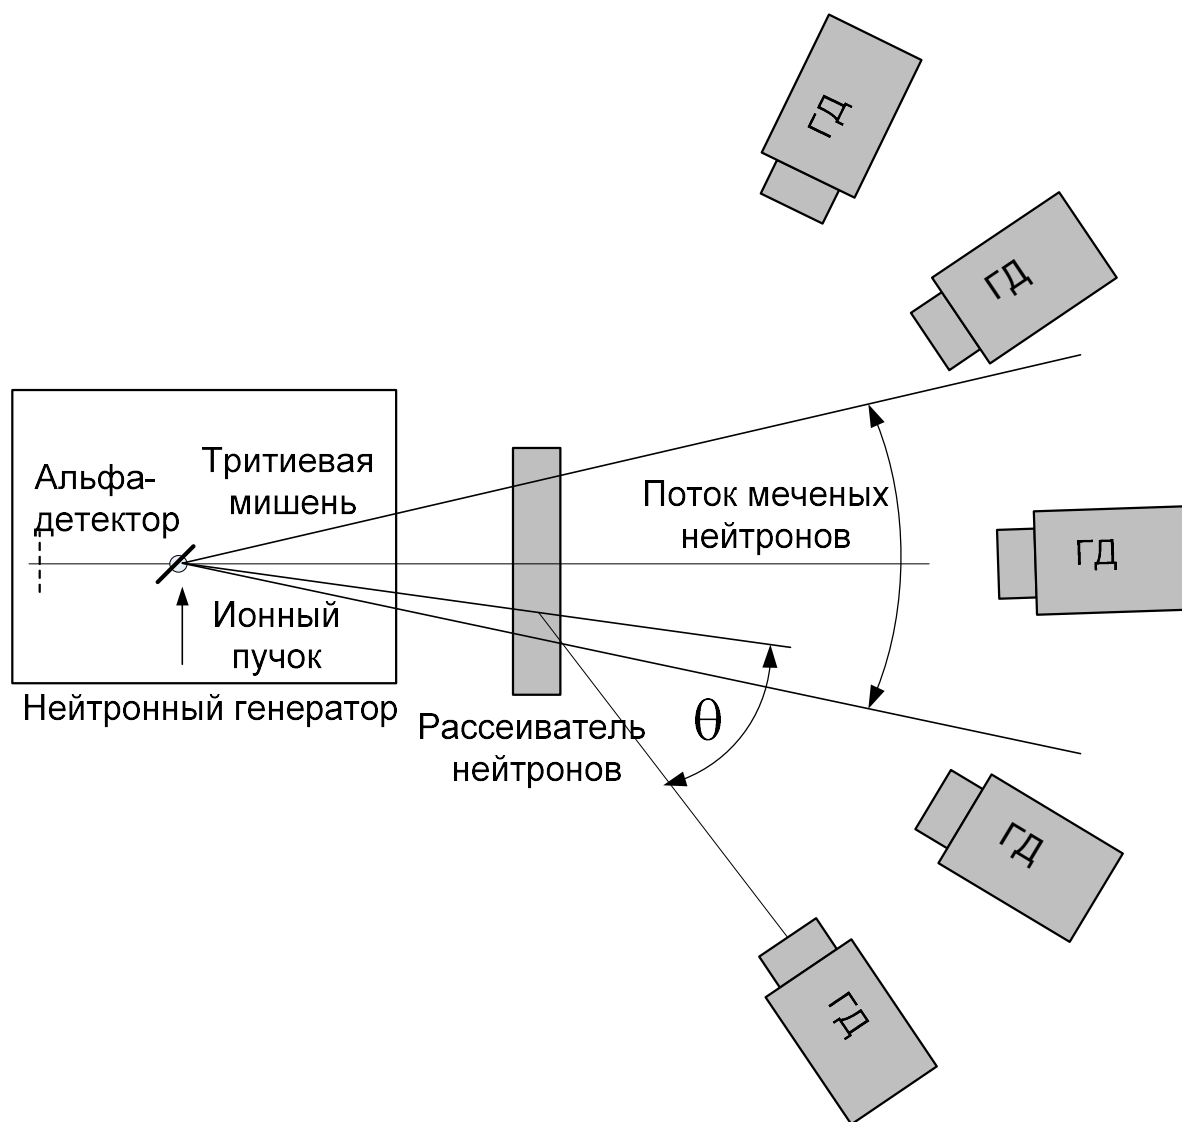 ГД
ГД
Тритиевая
мишень
Альфа-
детектор
Поток меченых
нейтронов
ГД
Ионный
пучок
Нейтронный генератор
Рассеиватель
нейтронов
θ
ГД
ГД